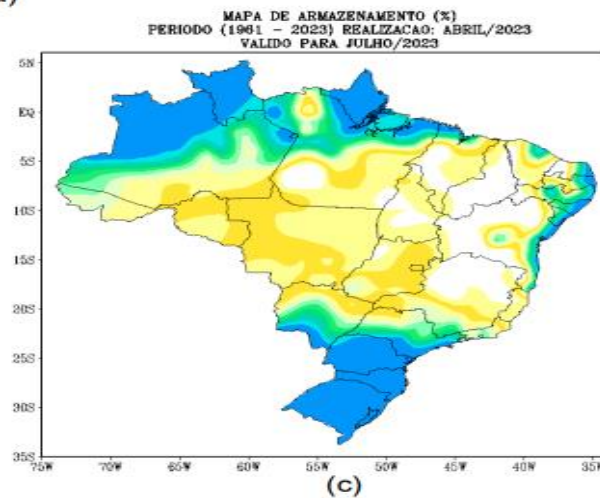 MAPA DE ARMAZENAMENTO (%)
PERIODO (1961 - 2023) REALIZACAO: ABRIL/2023
VALIDO PARA JULHO/2023
5N
EQ
5S
10S
15S
20S
25S
30S
35S
75W 70W 65W 60W 55W 50W 45W 40W 35W
(c)